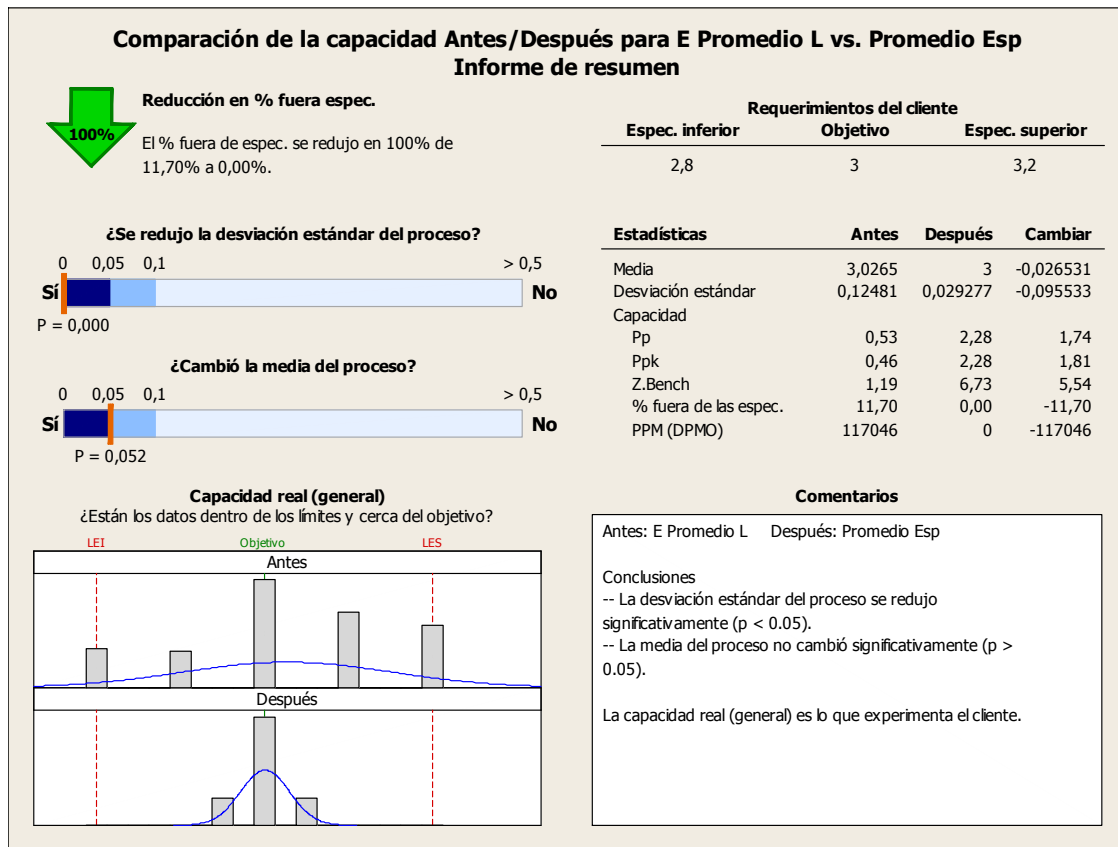 Comparación de la capacidad Antes/Después para E Promedio L vs. Promedio Esp
Informe de resumen
100%
Reducción en % fuera espec.
El % fuera de espec. se redujo en 100% de
11,70% a 0,00%.
Requerimientos del cliente
Espec. inferior Objetivo Espec. superior
2,8 3 3,2
¿Se redujo la desviación estándar del proceso?
0 0,05 0,1 > 0,5
Sí No
P = 0,000
¿Cambió la media del proceso?
0 0,05 0,1 > 0,5
Sí No
P = 0,052
Estadísticas Antes Después Cambiar
Media 3,0265 3 -0,026531
Desviación estándar 0,12481 0,029277 -0,095533
Capacidad
Pp 0,53 2,28 1,74
Ppk 0,46 2,28 1,81
Z.Bench 1,19 6,73 5,54
% fuera de las espec. 11,70 0,00 -11,70
PPM (DPMO) 117046 0 -117046
Capacidad real (general)
¿Están los datos dentro de los límites y cerca del objetivo?
LEI Objetivo LES
Antes
Después
Comentarios
Antes: E Promedio L Después: Promedio Esp
Conclusiones
-- La desviación estándar del proceso se redujo
significativamente (p < 0.05).
-- La media del proceso no cambió significativamente (p >
0.05).
La capacidad real (general) es lo que experimenta el cliente.